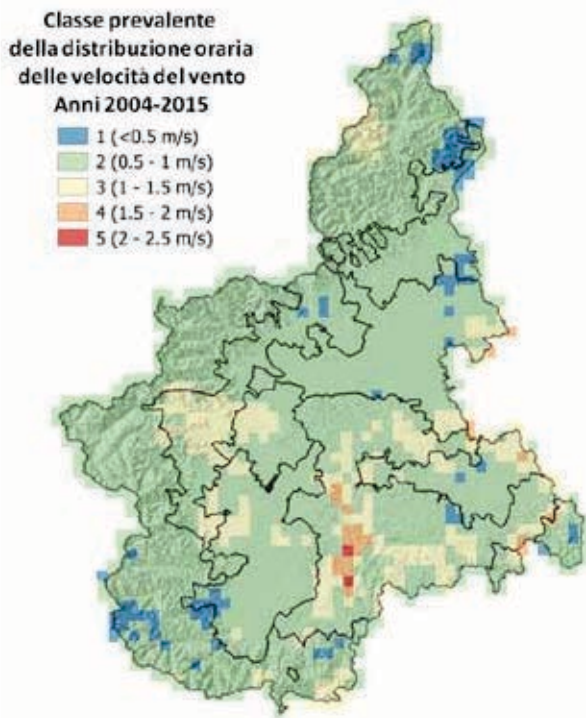 Classe prevalente
della distribuzione oraria
delle velocità del vento
Anni 2004-2015
1 (<0.5 m/s)
2 (0.5 - 1 m/s)
3 (1 - 1.5 m/s)
4 (1.5 - 2 m/s)
5 (2 - 2.5 m/s)